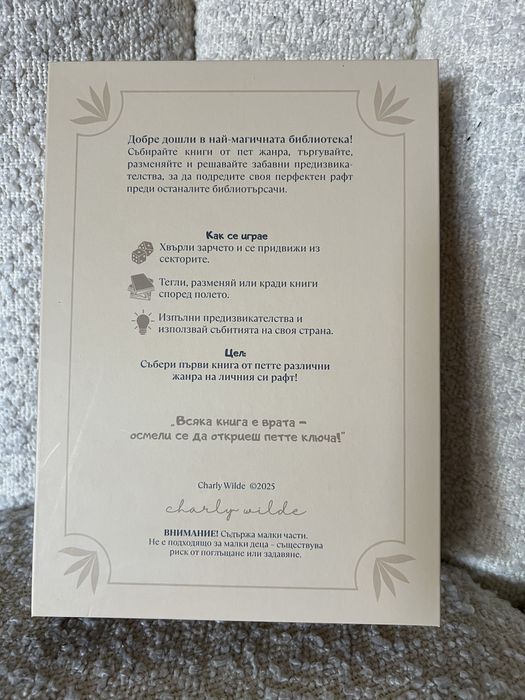 Добре дошли в най-магичната библиотека!
Събирайте книги от пет жанра, търгувайте,
разменяйте и решавайте забавни предизвика-
телства, за да подредите своя перфектен рафт
преди останалите библиотърсачи.
Как се играе
Хвърли зарчето и се придвижи из
секторите.
Тегли, разменяй или кради книги
според полето.
Изпълни предизвикателства и
използвай събитията на своя страна.
Цел:
Събери първи книга от петте различни
жанра на личния си рафт!
„Всяка книга е врата –
осмели се да откриеш петте ключа!"
Charly Wilde ©2025
charly wilde
ВНИМАНИЕ! Съдържа малки части.
Не е подходящо за малки деца – съществува
риск от поглъщане или задавяне.